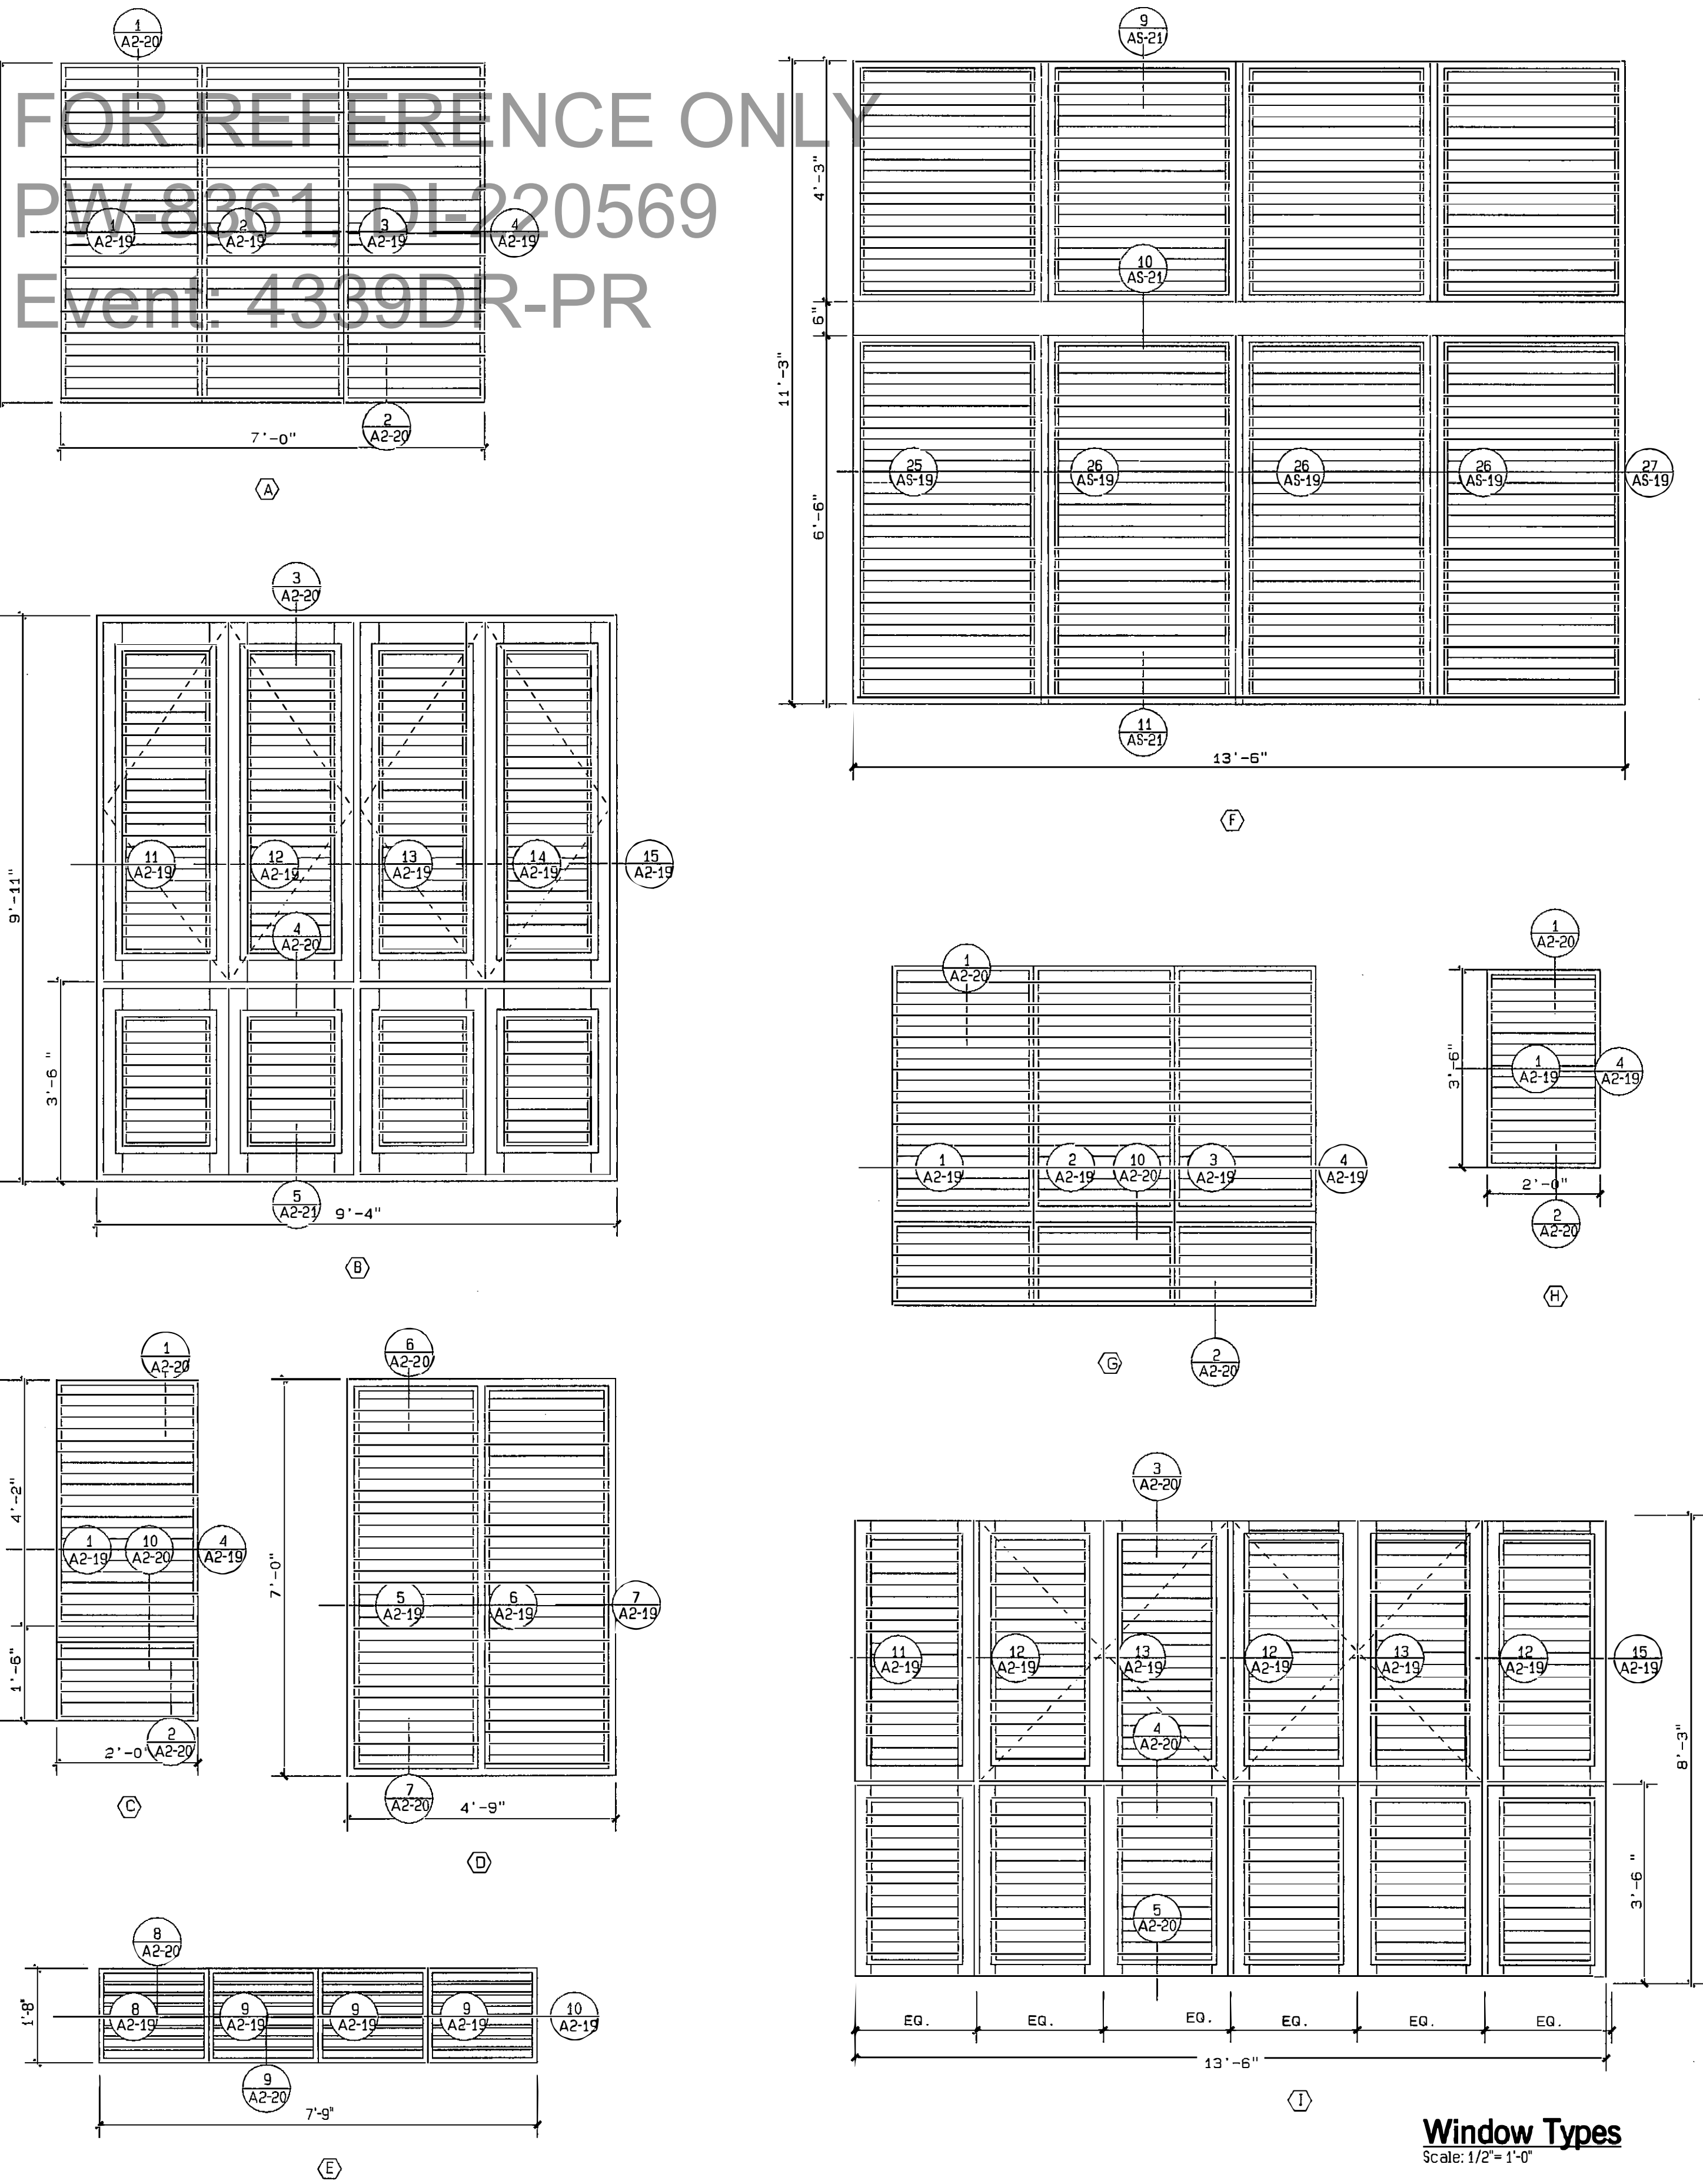 FOR REFERENCE ONLY
PW-8361, DI-220569
Event: 4339DR-PR
1
A2-20
1
A2-19
2
A2-19
3
A2-19
4
A2-19
2
A2-20
7'-0"
A
3
A2-20
11
A2-19
12
A2-19
13
A2-19
14
A2-19
15
A2-19
4
A2-20
9'-11"
3'-6"
5
A2-21
9'-4"
B
1
A2-20
4'-2"
1
A2-19
10
A2-20
4
A2-19
1'-6"
2
A2-20
2'-0"
C
6
A2-20
7'-0"
5
A2-19
6
A2-19
7
A2-19
7
A2-20
4'-9"
D
8
A2-20
1'-8"
8
A2-19
9
A2-19
9
A2-19
9
A2-19
10
A2-19
9
A2-20
7'-9"
E
9
AS-21
4'-3"
10
AS-21
6"
11'-3"
6'-6"
25
AS-19
26
AS-19
26
AS-19
26
AS-19
27
AS-19
11
AS-21
13'-6"
F
1
A2-20
1
A2-19
2
A2-19
10
A2-20
3
A2-19
4
A2-19
2
A2-20
G
1
A2-20
3'-6"
1
A2-19
4
A2-19
2'-0"
2
A2-20
H
3
A2-20
11
A2-19
12
A2-19
13
A2-19
12
A2-19
13
A2-19
12
A2-19
15
A2-19
4
A2-20
8'-3"
3'-6"
5
A2-20
EQ. EQ. EQ. EQ. EQ. EQ.
13'-6"
I
Window Types
Scale: 1/2"= 1'-0"